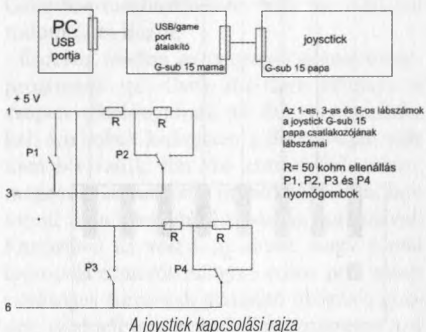 PC
USB
portja
USB/game
port
átalakító
G-sub 15 mama
joysctick
G-sub 15 papa
+ 5 V
R
R
P2
3
R
R
P3
P4
6
Az 1-es, 3-as és 6-os lábszámok
a joystick G-sub 15
papa csatlakozójának
lábszámai
R= 50 kohm ellenállás
P1, P2, P3 és P4
nyomógombok
A joystick kapcsolási rajza